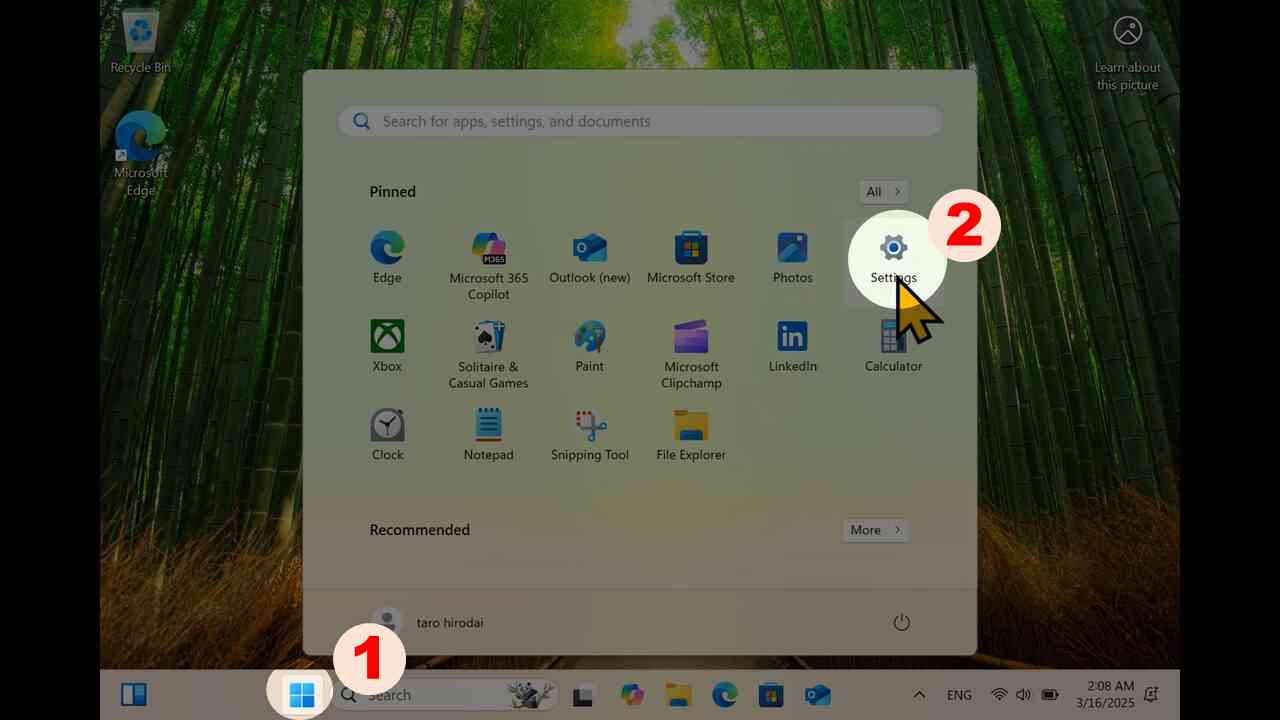 Recycle Bin
Microsoft
Edge
Learn about
this picture
Search for apps, settings, and documents
Pinned
All
2
Edge
Microsoft 365
Copilot
M365
Outlook (new)
Microsoft Store
Photos
Settings
Xbox
Solitaire &
Casual Games
Paint
Microsoft
Clipchamp
LinkedIn
in
Calculator
Clock
Notepad
Snipping Tool
File Explorer
Recommended
More
taro hirodai
1
Search
ENG
2:08 AM
3/16/2025